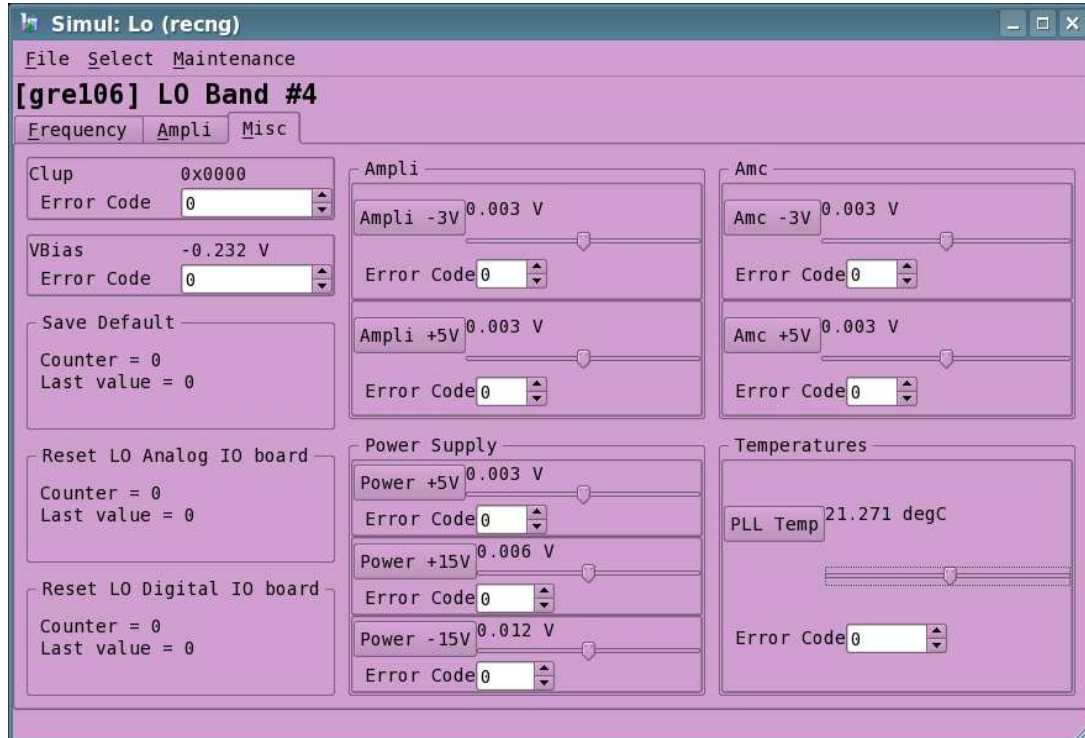 Simul: Lo (recng)
File Select Maintenance
[gre106] LO Band #4
Frequency Ampli Misc
Clup 0x0000
Error Code 0
VBias -0.232 V
Error Code 0
Save Default
Counter = 0
Last value = 0
Reset LO Analog IO board
Counter = 0
Last value = 0
Reset LO Digital IO board
Counter = 0
Last value = 0
Ampli
Ampli -3V 0.003 V
Error Code 0
Ampli +5V 0.003 V
Error Code 0
Power Supply
Power +5V 0.003 V
Error Code 0
Power +15V 0.006 V
Error Code 0
Power -15V 0.012 V
Error Code 0
Amc
Amc -3V 0.003 V
Error Code 0
Amc +5V 0.003 V
Error Code 0
Temperatures
PLL Temp 21.271 degC
Error Code 0